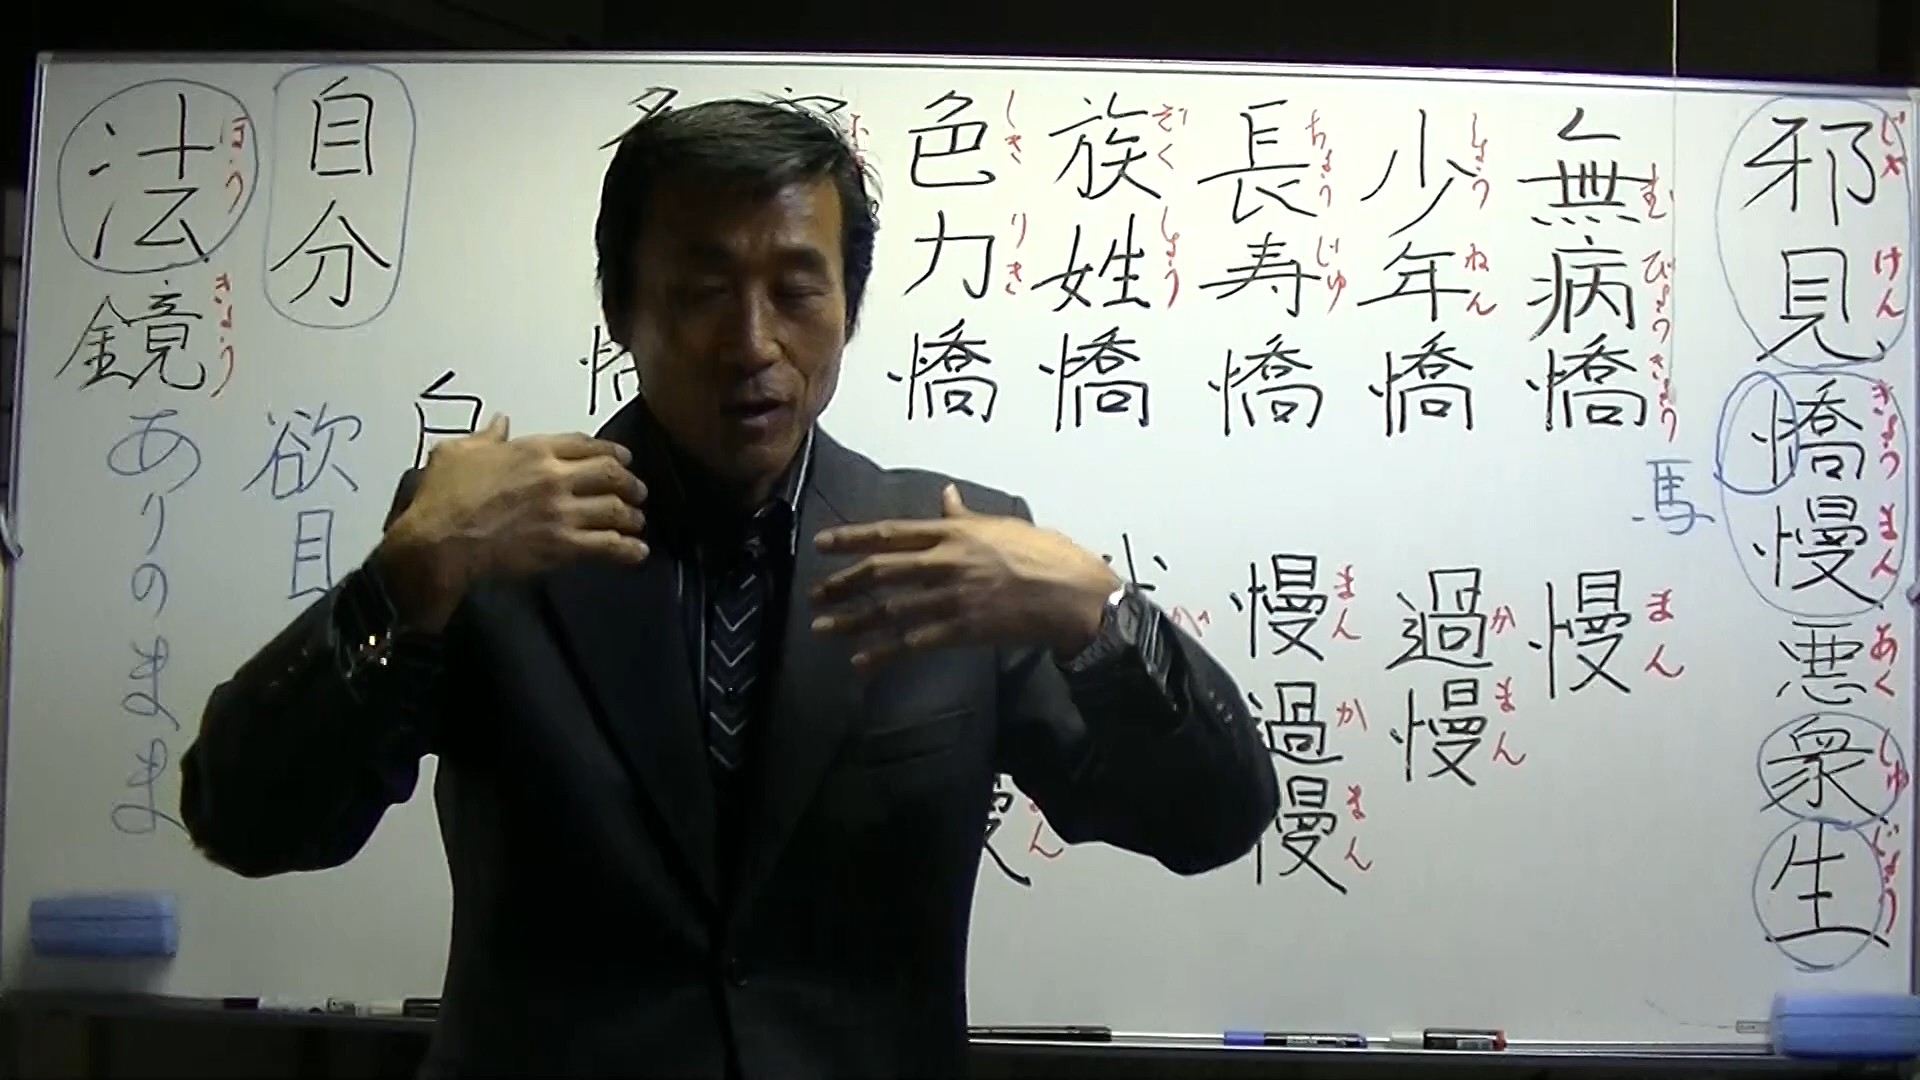 邪見憍慢悪衆生
じゃけんきょうまんあくしゅじょう
無病憍
むびょうきょう
馬
少年憍
しょうねん
長寿憍
ちょうじゅ
族姓憍
ぞくしょう
色力憍
しきりき
慢
まん
過慢
かまん
慢過慢
まんかまん
自分
欲目
法鏡
ほうきょう
ありのまま